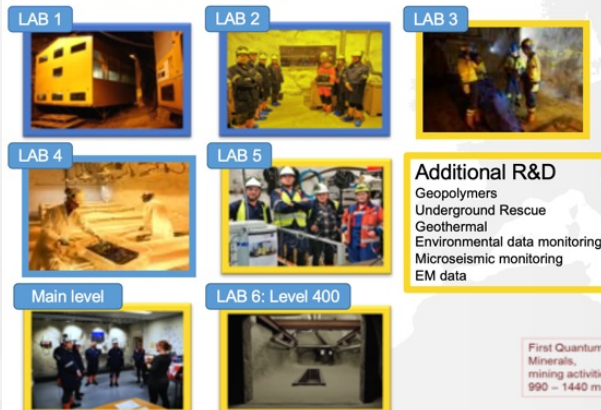 LAB 1
LAB 2
LAB 3
LAB 4
LAB 5
Additional R&D
Geopolymers
Underground Rescue
Geothermal
Environmental data monitoring
Microseismic monitoring
EM data
Main level
LAB 6: Level 400
First Quantum
Minerals,
mining activitie
990 – 1440 m